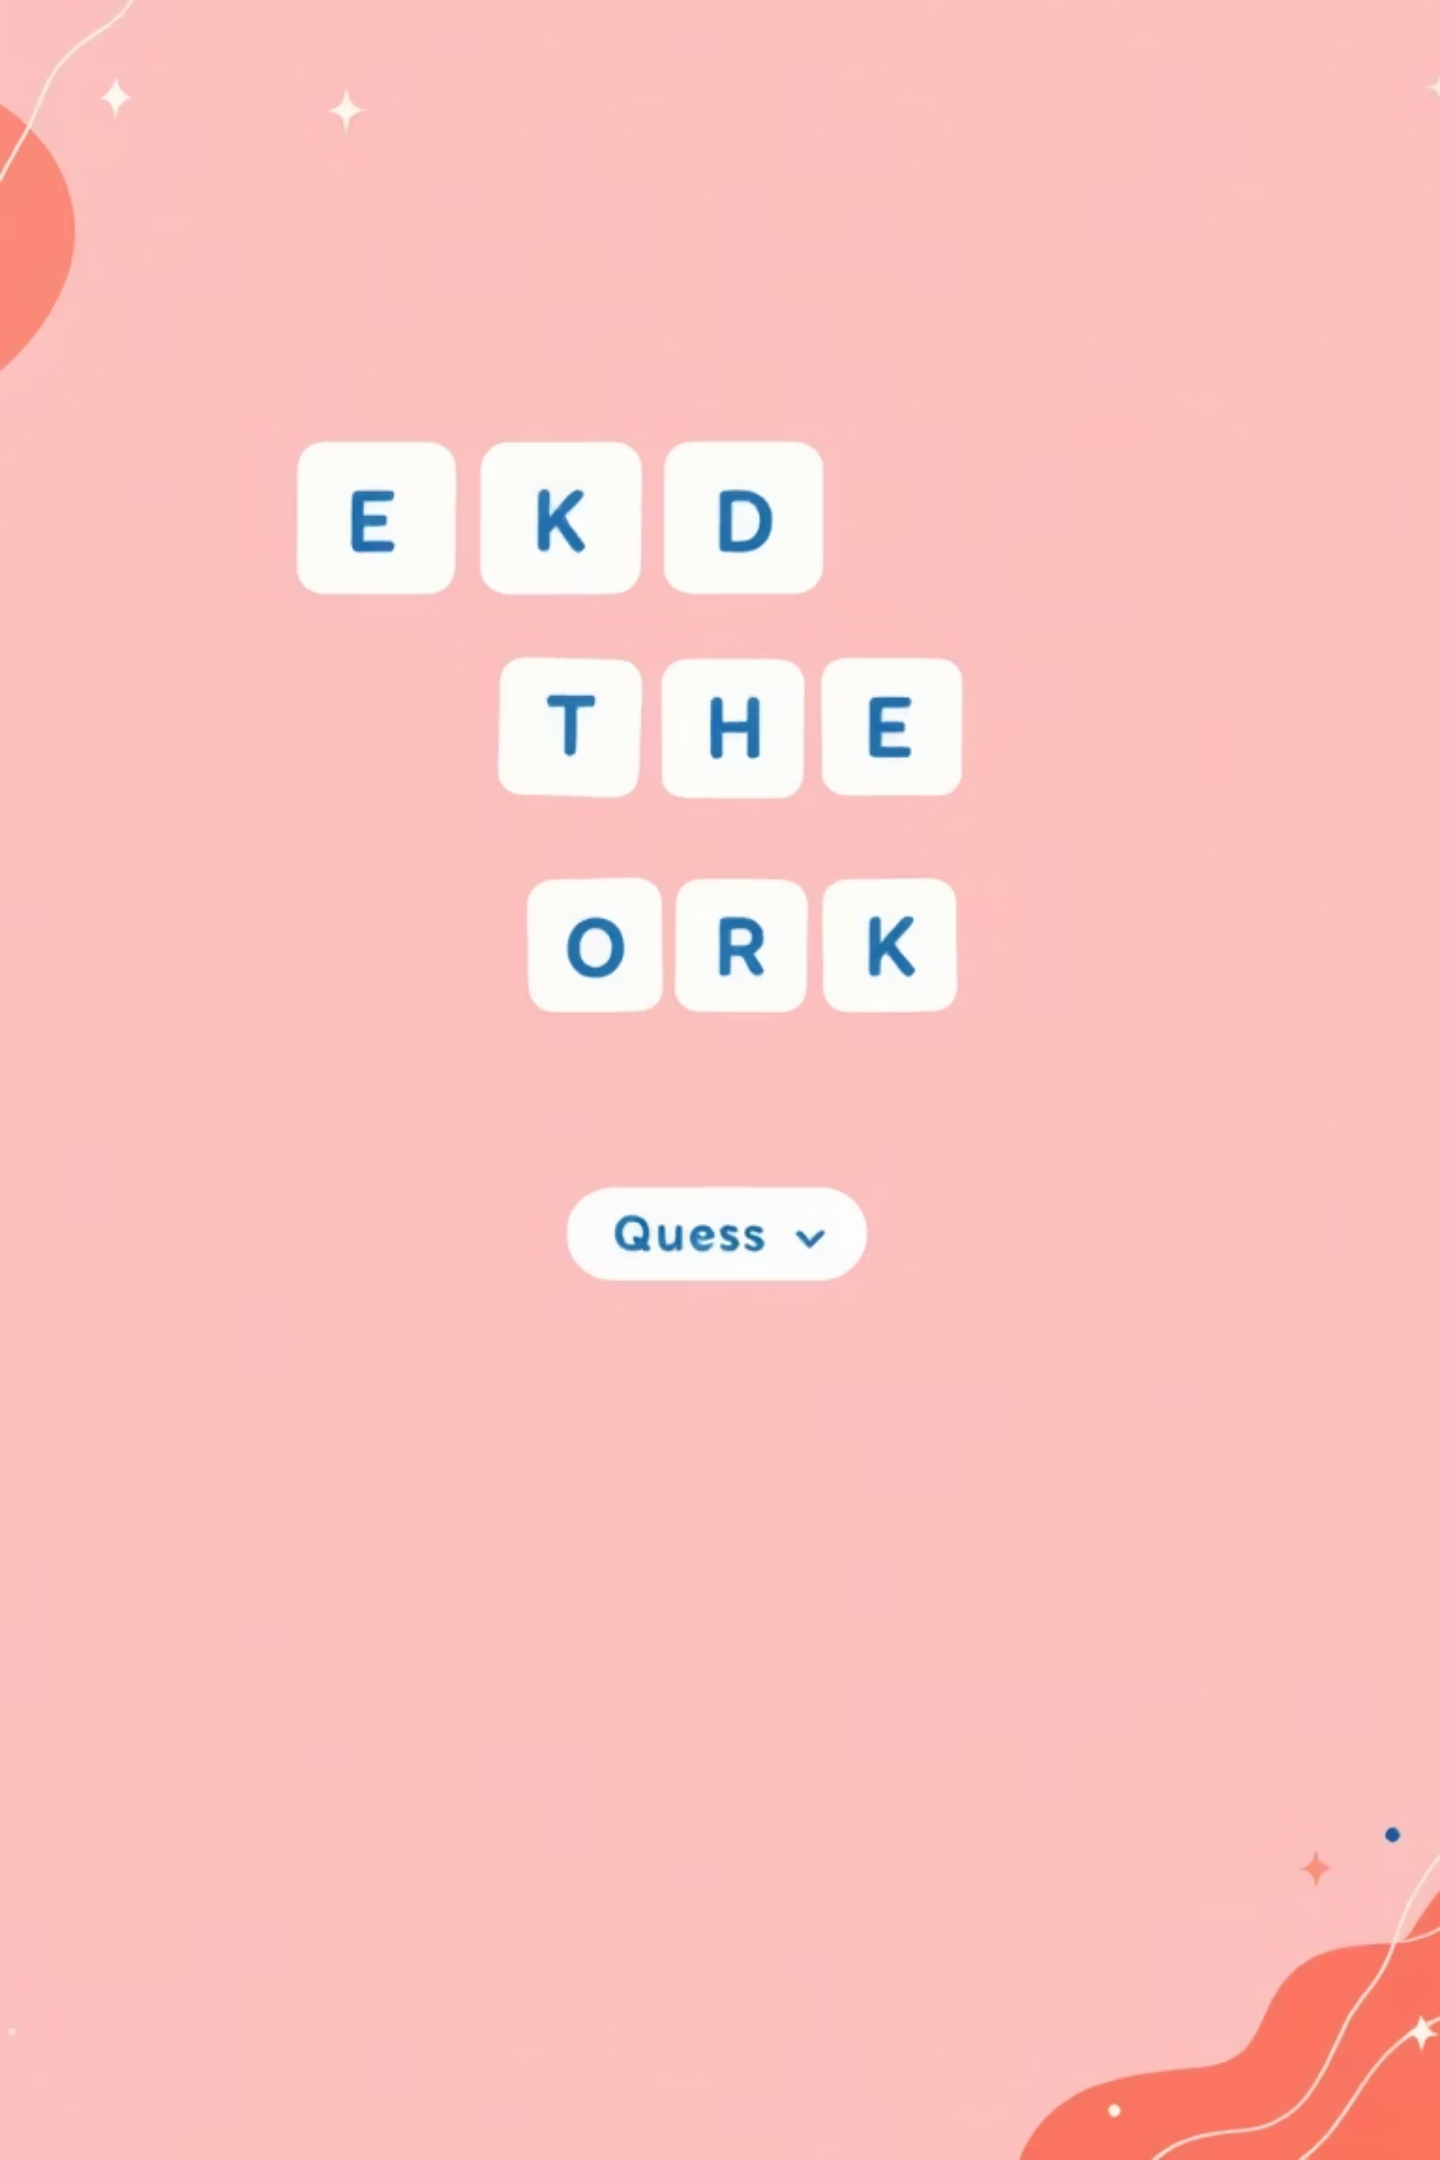 EKD
THE
ORK
Quess